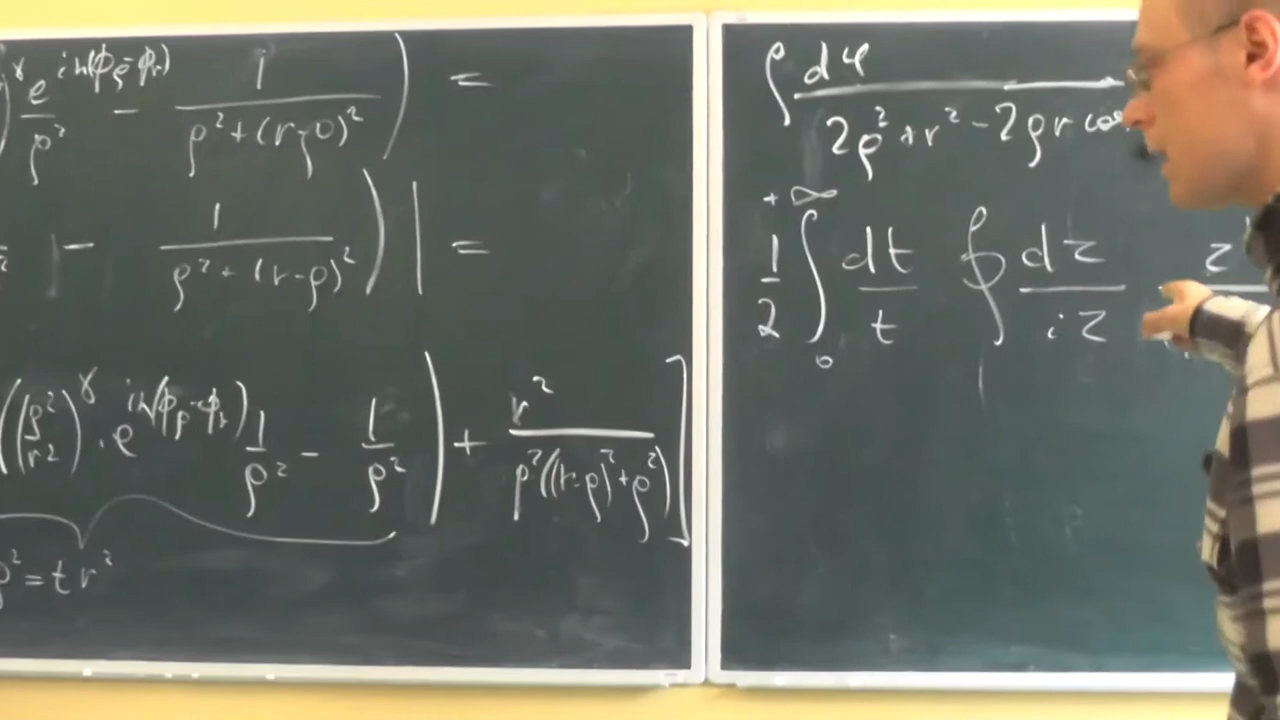 )^γ e^{in(φ_ρ-φ_r)}/ρ² - 1/(ρ²+(r-ρ)²) ) =
| - 1/(ρ²+(r-ρ)²) ) | =
((ρ²/r²)^γ · e^{in(φ_ρ-φ_r)} 1/ρ² - 1/ρ² ) + r²/(ρ²((r-ρ)²+ρ²)) ]
ρ² = t r²
∫ dφ/(2ρ²+r²-2ρr cos
1/2 ∫_0^{+∞} dt/t ∮ dz/(iz) z